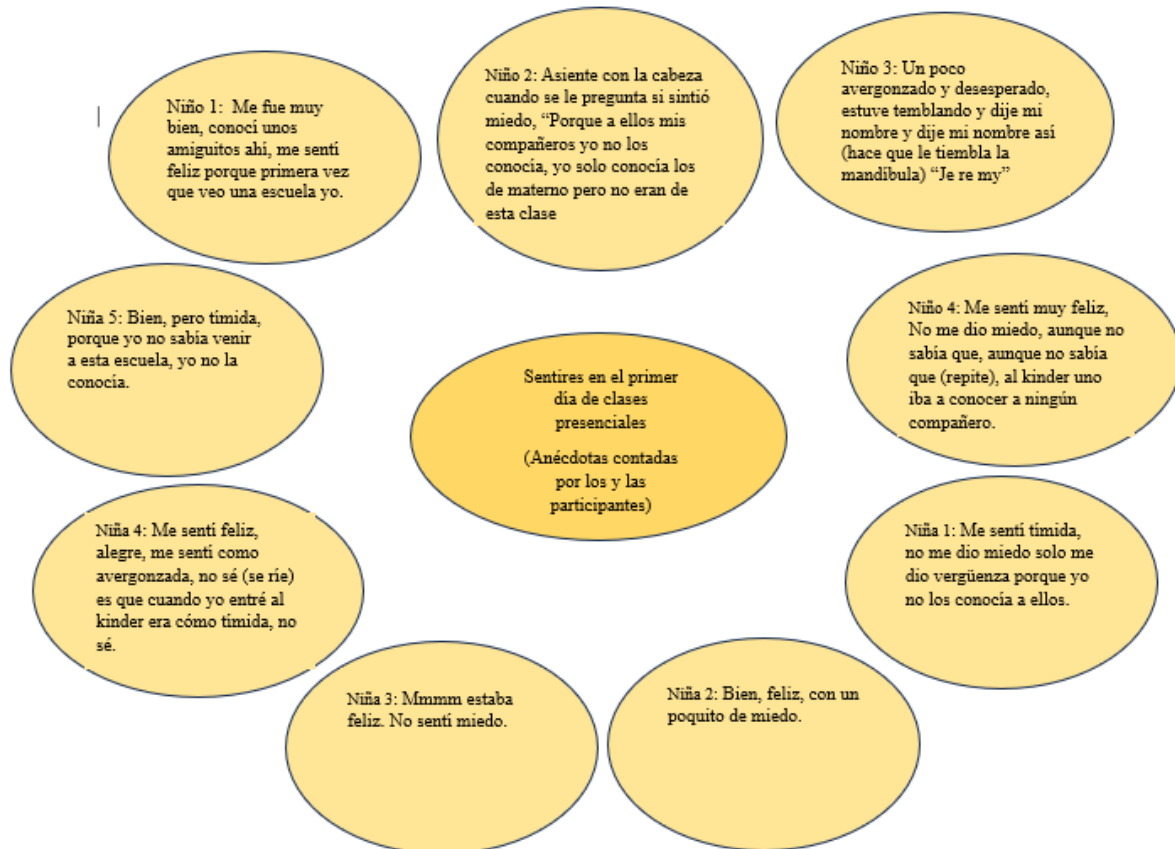 Niño 1:  Me fue muy
bien, conocí unos
amiguitos ahí, me sentí
feliz porque primera vez
que veo una escuela yo.
Niño 2: Asiente con la cabeza
cuando se le pregunta si sintió
miedo, “Porque a ellos mis
compañeros yo no los
conocía, yo solo conocía los
de materno pero no eran de
esta clase
Niño 3: Un poco
avergonzado y desesperado,
estuve temblando y dije mi
nombre y dije mi nombre así
(hace que le tiembla la
mandíbula) “Je re my”
Niña 5: Bien, pero tímida,
porque yo no sabía venir
a esta escuela, yo no la
conocía.
Sentires en el primer
día de clases
presenciales
(Anécdotas contadas
por los y las
participantes)
Niño 4: Me sentí muy feliz,
No me dio miedo, aunque no
sabía que, aunque no sabía
que (repite), al kinder uno
iba a conocer a ningún
compañero.
Niña 4: Me sentí feliz,
alegre, me sentí como
avergonzada, no sé (se ríe)
es que cuando yo entré al
kinder era cómo tímida, no
sé.
Niña 1: Me sentí tímida,
no me dio miedo solo me
dio vergüenza porque yo
no los conocía a ellos.
Niña 3: Mmmm estaba
feliz. No sentí miedo.
Niña 2: Bien, feliz, con un
poquito de miedo.